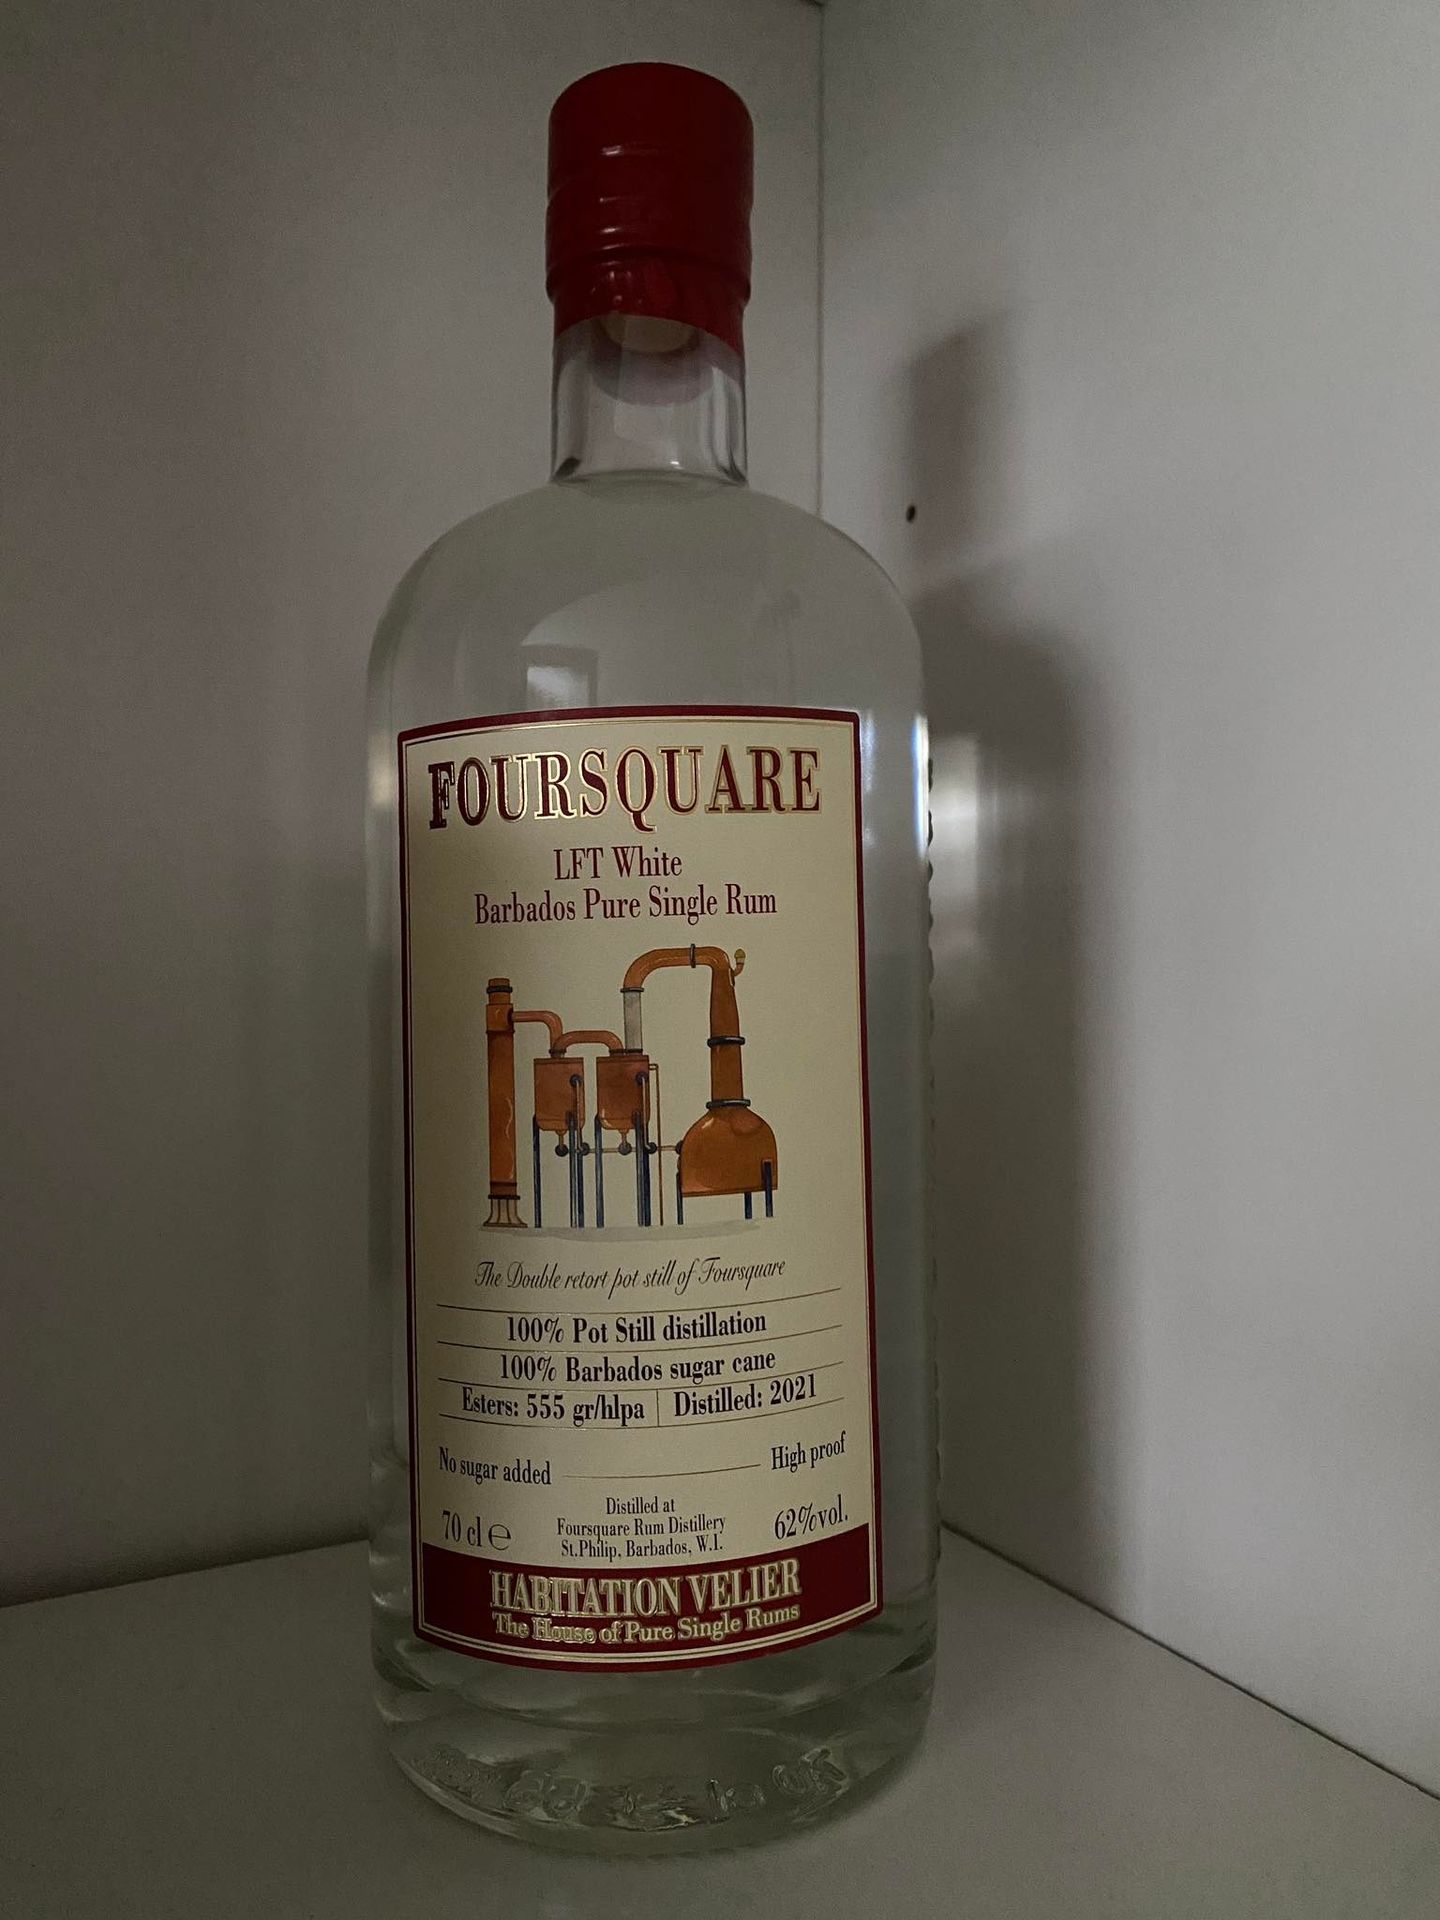 FOURSQUARE
LFT White
Barbados Pure Single Rum
The Double retort pot still of Foursquare
100% Pot Still distillation
100% Barbados sugar cane
Esters: 555 gr/hlpa Distilled: 2021
No sugar added High proof
Distilled at
Foursquare Rum Distillery
St.Philip, Barbados, W.I.
70 cl ℮ 62%vol.
HABITATION VELIER
The House of Pure Single Rums